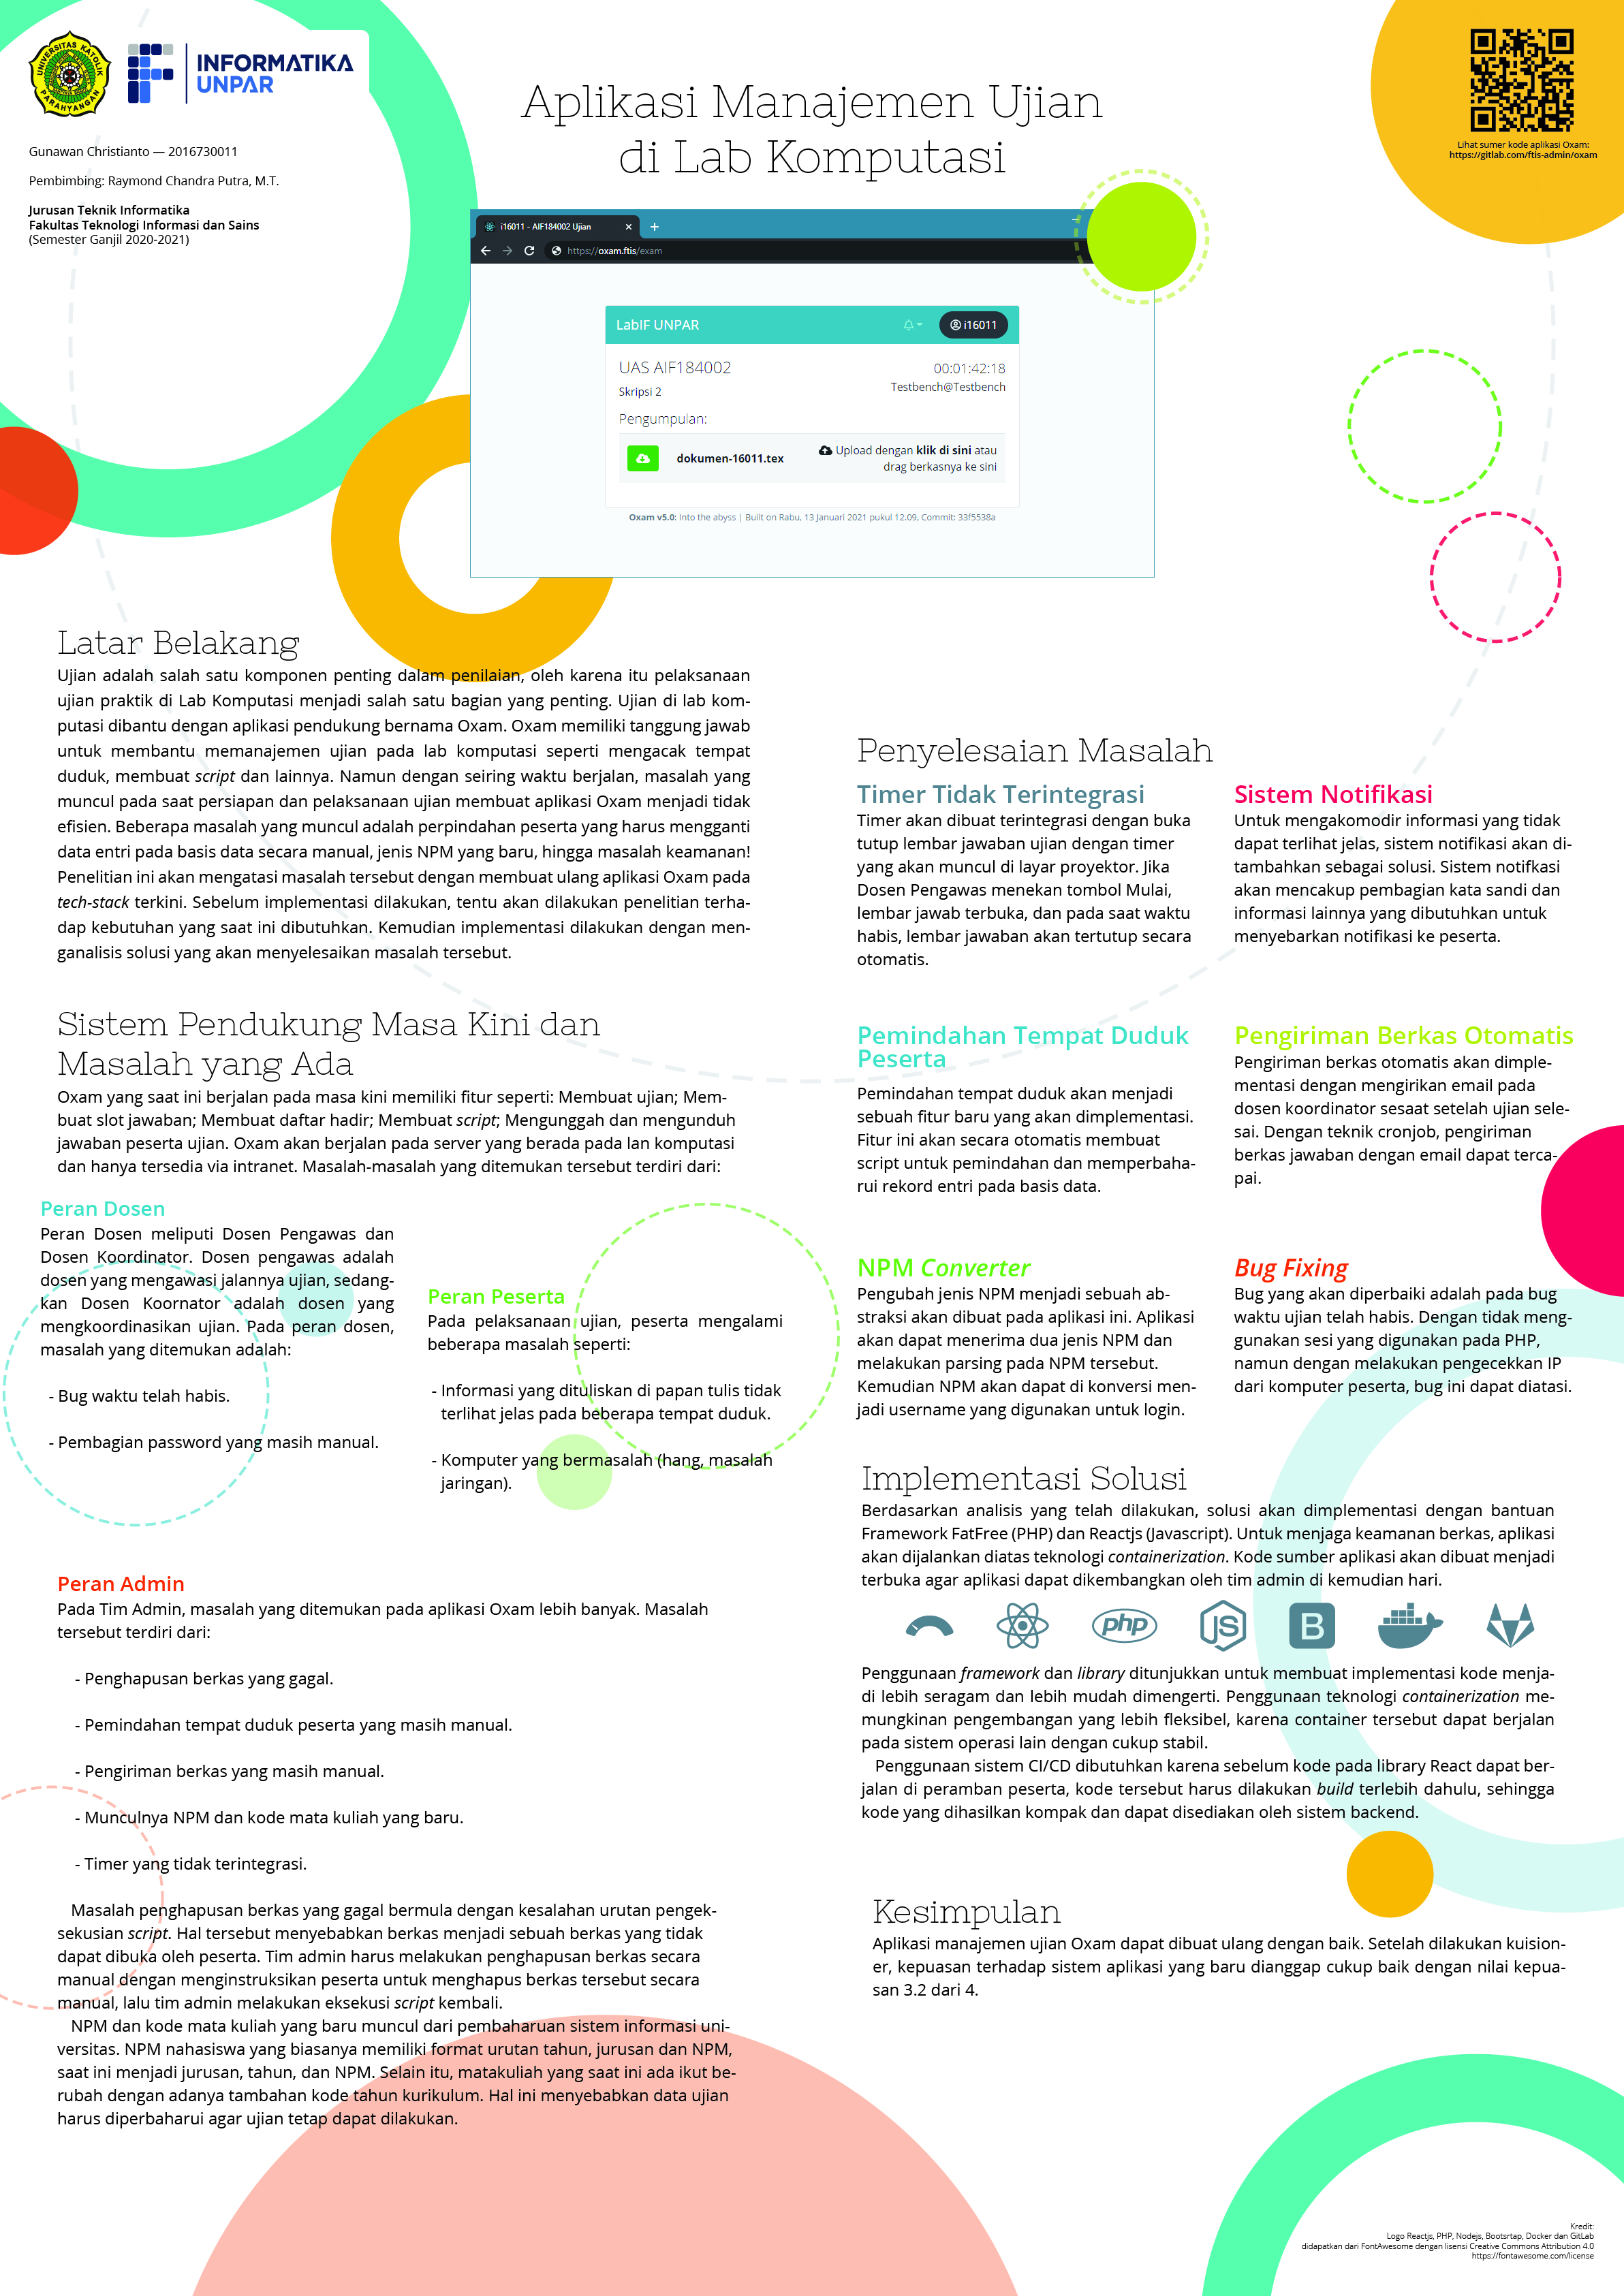 UNIVERSITAS KATOLIK
PARAHYANGAN
INFORMATIKA
UNPAR
Gunawan Christianto — 2016730011
Pembimbing: Raymond Chandra Putra, M.T.
Jurusan Teknik Informatika
Fakultas Teknologi Informasi dan Sains
(Semester Ganjil 2020-2021)
Aplikasi Manajemen Ujian
di Lab Komputasi
Lihat sumer kode aplikasi Oxam:
https://gitlab.com/ftis-admin/oxam
i16011 - AIF184002 Ujian
https://oxam.ftis/exam
LabIF UNPAR
i16011
UAS AIF184002
00:01:42:18
Skripsi 2
Testbench@Testbench
Pengumpulan:
dokumen-16011.tex
Upload dengan klik di sini atau
drag berkasnya ke sini
Oxam v5.0: Into the abyss | Built on Rabu, 13 Januari 2021 pukul 12.09, Commit: 33f5538a
Latar Belakang
Ujian adalah salah satu komponen penting dalam penilaian, oleh karena itu pelaksanaan
ujian praktik di Lab Komputasi menjadi salah satu bagian yang penting. Ujian di lab kom-
putasi dibantu dengan aplikasi pendukung bernama Oxam. Oxam memiliki tanggung jawab
untuk membantu memanajemen ujian pada lab komputasi seperti mengacak tempat
duduk, membuat script dan lainnya. Namun dengan seiring waktu berjalan, masalah yang
muncul pada saat persiapan dan pelaksanaan ujian membuat aplikasi Oxam menjadi tidak
efisien. Beberapa masalah yang muncul adalah perpindahan peserta yang harus mengganti
data entri pada basis data secara manual, jenis NPM yang baru, hingga masalah keamanan!
Penelitian ini akan mengatasi masalah tersebut dengan membuat ulang aplikasi Oxam pada
tech-stack terkini. Sebelum implementasi dilakukan, tentu akan dilakukan penelitian terha-
dap kebutuhan yang saat ini dibutuhkan. Kemudian implementasi dilakukan dengan men-
ganalisis solusi yang akan menyelesaikan masalah tersebut.
Sistem Pendukung Masa Kini dan
Masalah yang Ada
Oxam yang saat ini berjalan pada masa kini memiliki fitur seperti: Membuat ujian; Mem-
buat slot jawaban; Membuat daftar hadir; Membuat script; Mengunggah dan mengunduh
jawaban peserta ujian. Oxam akan berjalan pada server yang berada pada lan komputasi
dan hanya tersedia via intranet. Masalah-masalah yang ditemukan tersebut terdiri dari:
Peran Dosen
Peran Dosen meliputi Dosen Pengawas dan
Dosen Koordinator. Dosen pengawas adalah
dosen yang mengawasi jalannya ujian, sedang-
kan Dosen Koornator adalah dosen yang
mengkoordinasikan ujian. Pada peran dosen,
masalah yang ditemukan adalah:
- Bug waktu telah habis.
- Pembagian password yang masih manual.
Peran Peserta
Pada pelaksanaan ujian, peserta mengalami
beberapa masalah seperti:
- Informasi yang dituliskan di papan tulis tidak
terlihat jelas pada beberapa tempat duduk.
- Komputer yang bermasalah (hang, masalah
jaringan).
Peran Admin
Pada Tim Admin, masalah yang ditemukan pada aplikasi Oxam lebih banyak. Masalah
tersebut terdiri dari:
- Penghapusan berkas yang gagal.
- Pemindahan tempat duduk peserta yang masih manual.
- Pengiriman berkas yang masih manual.
- Munculnya NPM dan kode mata kuliah yang baru.
- Timer yang tidak terintegrasi.
Masalah penghapusan berkas yang gagal bermula dengan kesalahan urutan pengek-
sekusian script. Hal tersebut menyebabkan berkas menjadi sebuah berkas yang tidak
dapat dibuka oleh peserta. Tim admin harus melakukan penghapusan berkas secara
manual dengan menginstruksikan peserta untuk menghapus berkas tersebut secara
manual, lalu tim admin melakukan eksekusi script kembali.
NPM dan kode mata kuliah yang baru muncul dari pembaharuan sistem informasi uni-
versitas. NPM nahasiswa yang biasanya memiliki format urutan tahun, jurusan dan NPM,
saat ini menjadi jurusan, tahun, dan NPM. Selain itu, matakuliah yang saat ini ada ikut be-
rubah dengan adanya tambahan kode tahun kurikulum. Hal ini menyebabkan data ujian
harus diperbaharui agar ujian tetap dapat dilakukan.
Penyelesaian Masalah
Timer Tidak Terintegrasi
Timer akan dibuat terintegrasi dengan buka
tutup lembar jawaban ujian dengan timer
yang akan muncul di layar proyektor. Jika
Dosen Pengawas menekan tombol Mulai,
lembar jawab terbuka, dan pada saat waktu
habis, lembar jawaban akan tertutup secara
otomatis.
Sistem Notifikasi
Untuk mengakomodir informasi yang tidak
dapat terlihat jelas, sistem notifikasi akan di-
tambahkan sebagai solusi. Sistem notifkasi
akan mencakup pembagian kata sandi dan
informasi lainnya yang dibutuhkan untuk
menyebarkan notifikasi ke peserta.
Pemindahan Tempat Duduk
Peserta
Pemindahan tempat duduk akan menjadi
sebuah fitur baru yang akan dimplementasi.
Fitur ini akan secara otomatis membuat
script untuk pemindahan dan memperbaha-
rui rekord entri pada basis data.
Pengiriman Berkas Otomatis
Pengiriman berkas otomatis akan dimple-
mentasi dengan mengirikan email pada
dosen koordinator sesaat setelah ujian sele-
sai. Dengan teknik cronjob, pengiriman
berkas jawaban dengan email dapat terca-
pai.
NPM Converter
Pengubah jenis NPM menjadi sebuah ab-
straksi akan dibuat pada aplikasi ini. Aplikasi
akan dapat menerima dua jenis NPM dan
melakukan parsing pada NPM tersebut.
Kemudian NPM akan dapat di konversi men-
jadi username yang digunakan untuk login.
Bug Fixing
Bug yang akan diperbaiki adalah pada bug
waktu ujian telah habis. Dengan tidak meng-
gunakan sesi yang digunakan pada PHP,
namun dengan melakukan pengecekkan IP
dari komputer peserta, bug ini dapat diatasi.
Implementasi Solusi
Berdasarkan analisis yang telah dilakukan, solusi akan dimplementasi dengan bantuan
Framework FatFree (PHP) dan Reactjs (Javascript). Untuk menjaga keamanan berkas, aplikasi
akan dijalankan diatas teknologi containerization. Kode sumber aplikasi akan dibuat menjadi
terbuka agar aplikasi dapat dikembangkan oleh tim admin di kemudian hari.
php JS B
Penggunaan framework dan library ditunjukkan untuk membuat implementasi kode menja-
di lebih seragam dan lebih mudah dimengerti. Penggunaan teknologi containerization me-
mungkinan pengembangan yang lebih fleksibel, karena container tersebut dapat berjalan
pada sistem operasi lain dengan cukup stabil.
Penggunaan sistem CI/CD dibutuhkan karena sebelum kode pada library React dapat ber-
jalan di peramban peserta, kode tersebut harus dilakukan build terlebih dahulu, sehingga
kode yang dihasilkan kompak dan dapat disediakan oleh sistem backend.
Kesimpulan
Aplikasi manajemen ujian Oxam dapat dibuat ulang dengan baik. Setelah dilakukan kuision-
er, kepuasan terhadap sistem aplikasi yang baru dianggap cukup baik dengan nilai kepua-
san 3.2 dari 4.
Kredit:
Logo Reactjs, PHP, Nodejs, Bootsrtap, Docker dan GitLab
didapatkan dari FontAwesome dengan lisensi Creative Commons Attribution 4.0
https://fontawesome.com/license